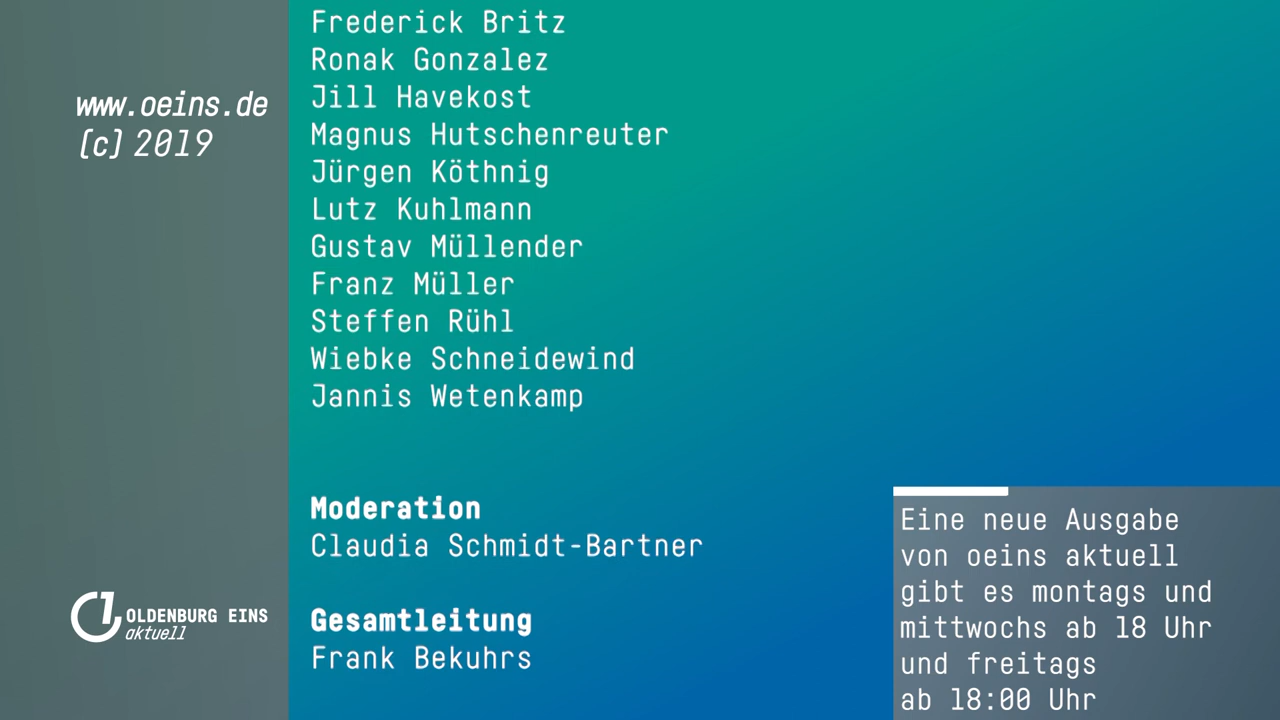 www.oeins.de
(c) 2019
Frederick Britz
Ronak Gonzalez
Jill Havekost
Magnus Hutschenreuter
Jürgen Köthnig
Lutz Kuhlmann
Gustav Müllender
Franz Müller
Steffen Rühl
Wiebke Schneidewind
Jannis Wetenkamp
Moderation
Claudia Schmidt-Bartner
Gesamtleitung
Frank Bekuhrs
OLDENBURG EINS
aktuell
Eine neue Ausgabe
von oeins aktuell
gibt es montags und
mittwochs ab 18 Uhr
und freitags
ab 18:00 Uhr